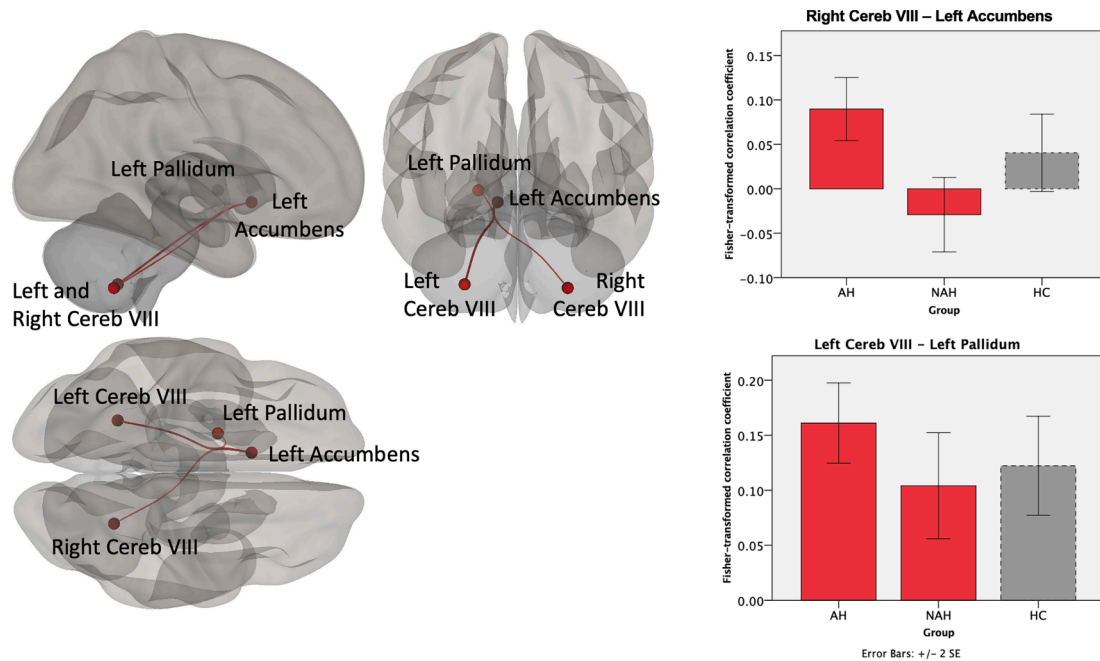 Left Pallidum
Left
Accumbens
Left and
Right Cereb VIII
Left Pallidum
Left Accumbens
Left
Cereb VIII
Right
Cereb VIII
Left Cereb VIII
Left Pallidum
Left Accumbens
Right Cereb VIII
Right Cereb VIII – Left Accumbens
Fisher-transformed correlation coefficient
0.15
0.10
0.05
0.00
-0.05
-0.10
AH NAH HC
Group
Left Cereb VIII – Left Pallidum
Fisher-transformed correlation coefficient
0.20
0.15
0.10
0.05
0.00
AH NAH HC
Group
Error Bars: +/- 2 SE